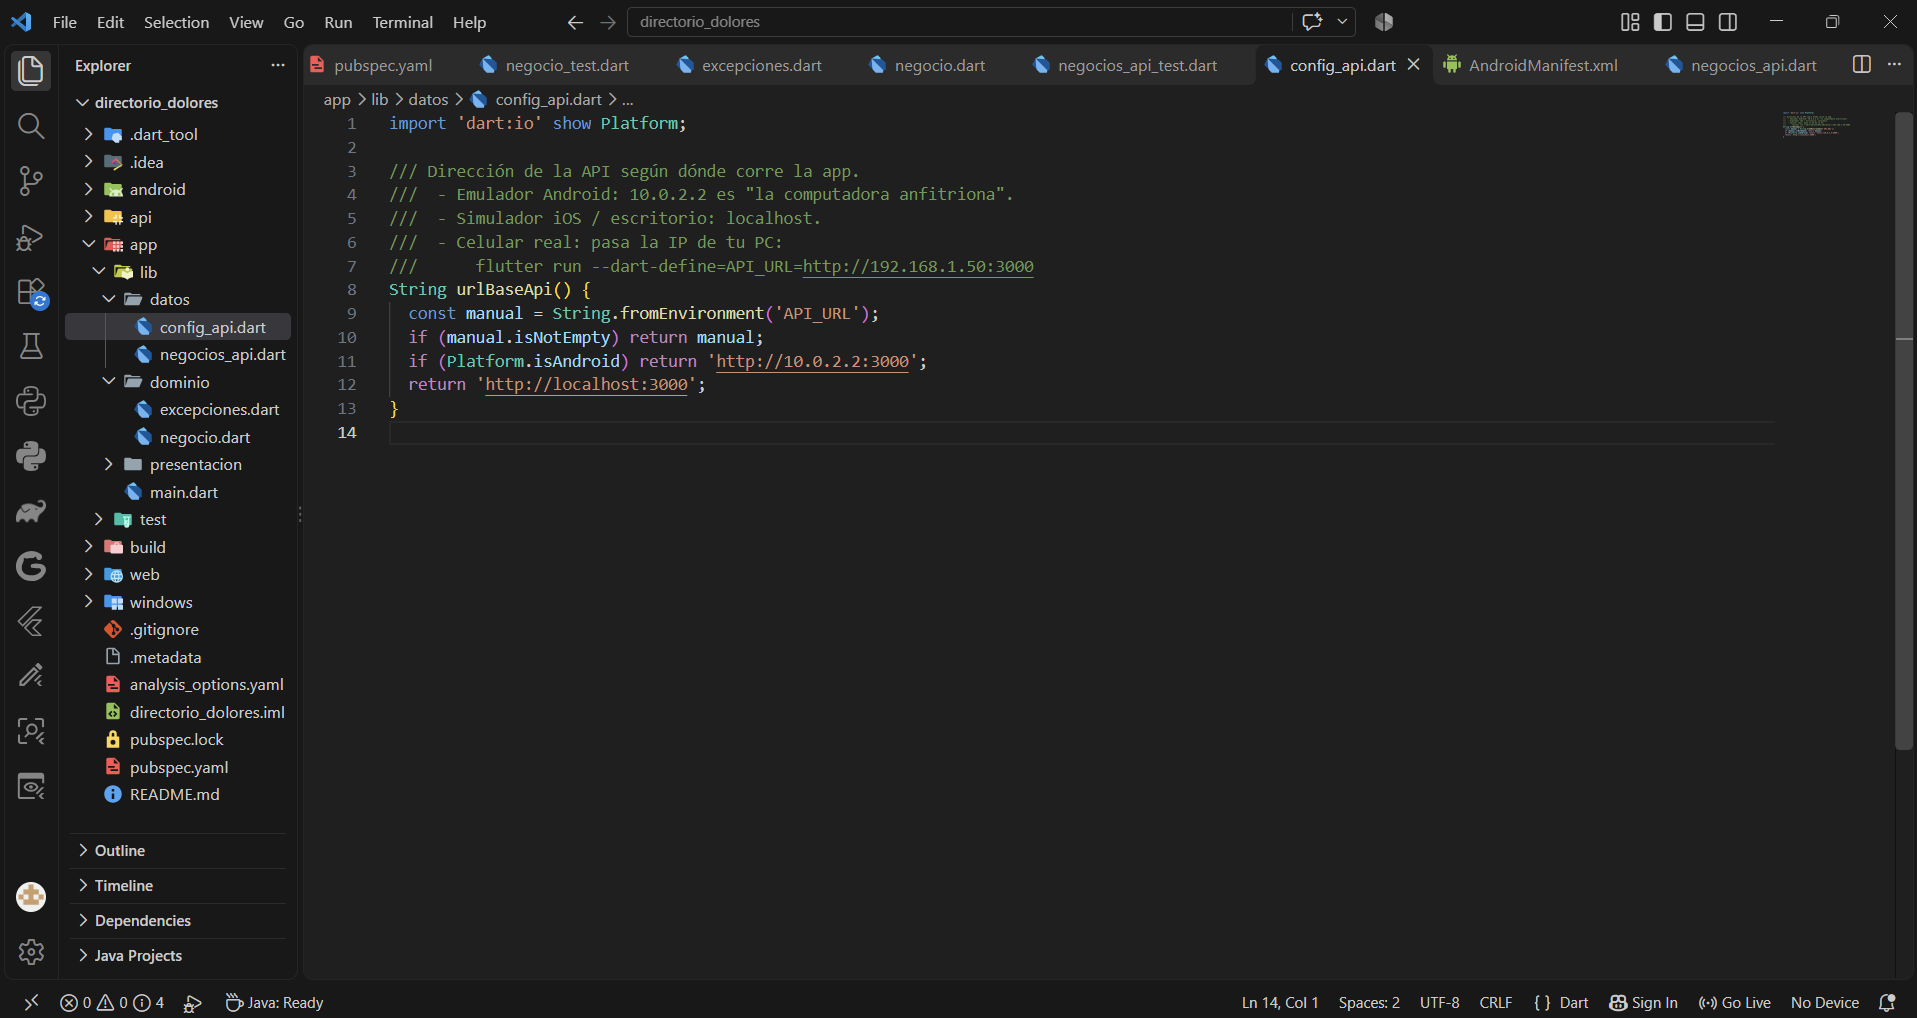 File Edit Selection View Go Run Terminal Help
directorio_dolores
Explorer
directorio_dolores
.dart_tool
.idea
android
api
app
lib
datos
config_api.dart
negocios_api.dart
dominio
excepciones.dart
negocio.dart
presentacion
main.dart
test
build
web
windows
.gitignore
.metadata
analysis_options.yaml
directorio_dolores.iml
pubspec.lock
pubspec.yaml
README.md
Outline
Timeline
Dependencies
Java Projects
pubspec.yaml negocio_test.dart excepciones.dart negocio.dart negocios_api_test.dart config_api.dart AndroidManifest.xml negocios_api.dart
app > lib > datos > config_api.dart > ...
1 import 'dart:io' show Platform;
2
3 /// Dirección de la API según dónde corre la app.
4 ///  - Emulador Android: 10.0.2.2 es "la computadora anfitriona".
5 ///  - Simulador iOS / escritorio: localhost.
6 ///  - Celular real: pasa la IP de tu PC:
7 ///      flutter run --dart-define=API_URL=http://192.168.1.50:3000
8 String urlBaseApi() {
9   const manual = String.fromEnvironment('API_URL');
10   if (manual.isNotEmpty) return manual;
11   if (Platform.isAndroid) return 'http://10.0.2.2:3000';
12   return 'http://localhost:3000';
13 }
14
0 0 4 Java: Ready Ln 14, Col 1 Spaces: 2 UTF-8 CRLF { } Dart Sign In Go Live No Device